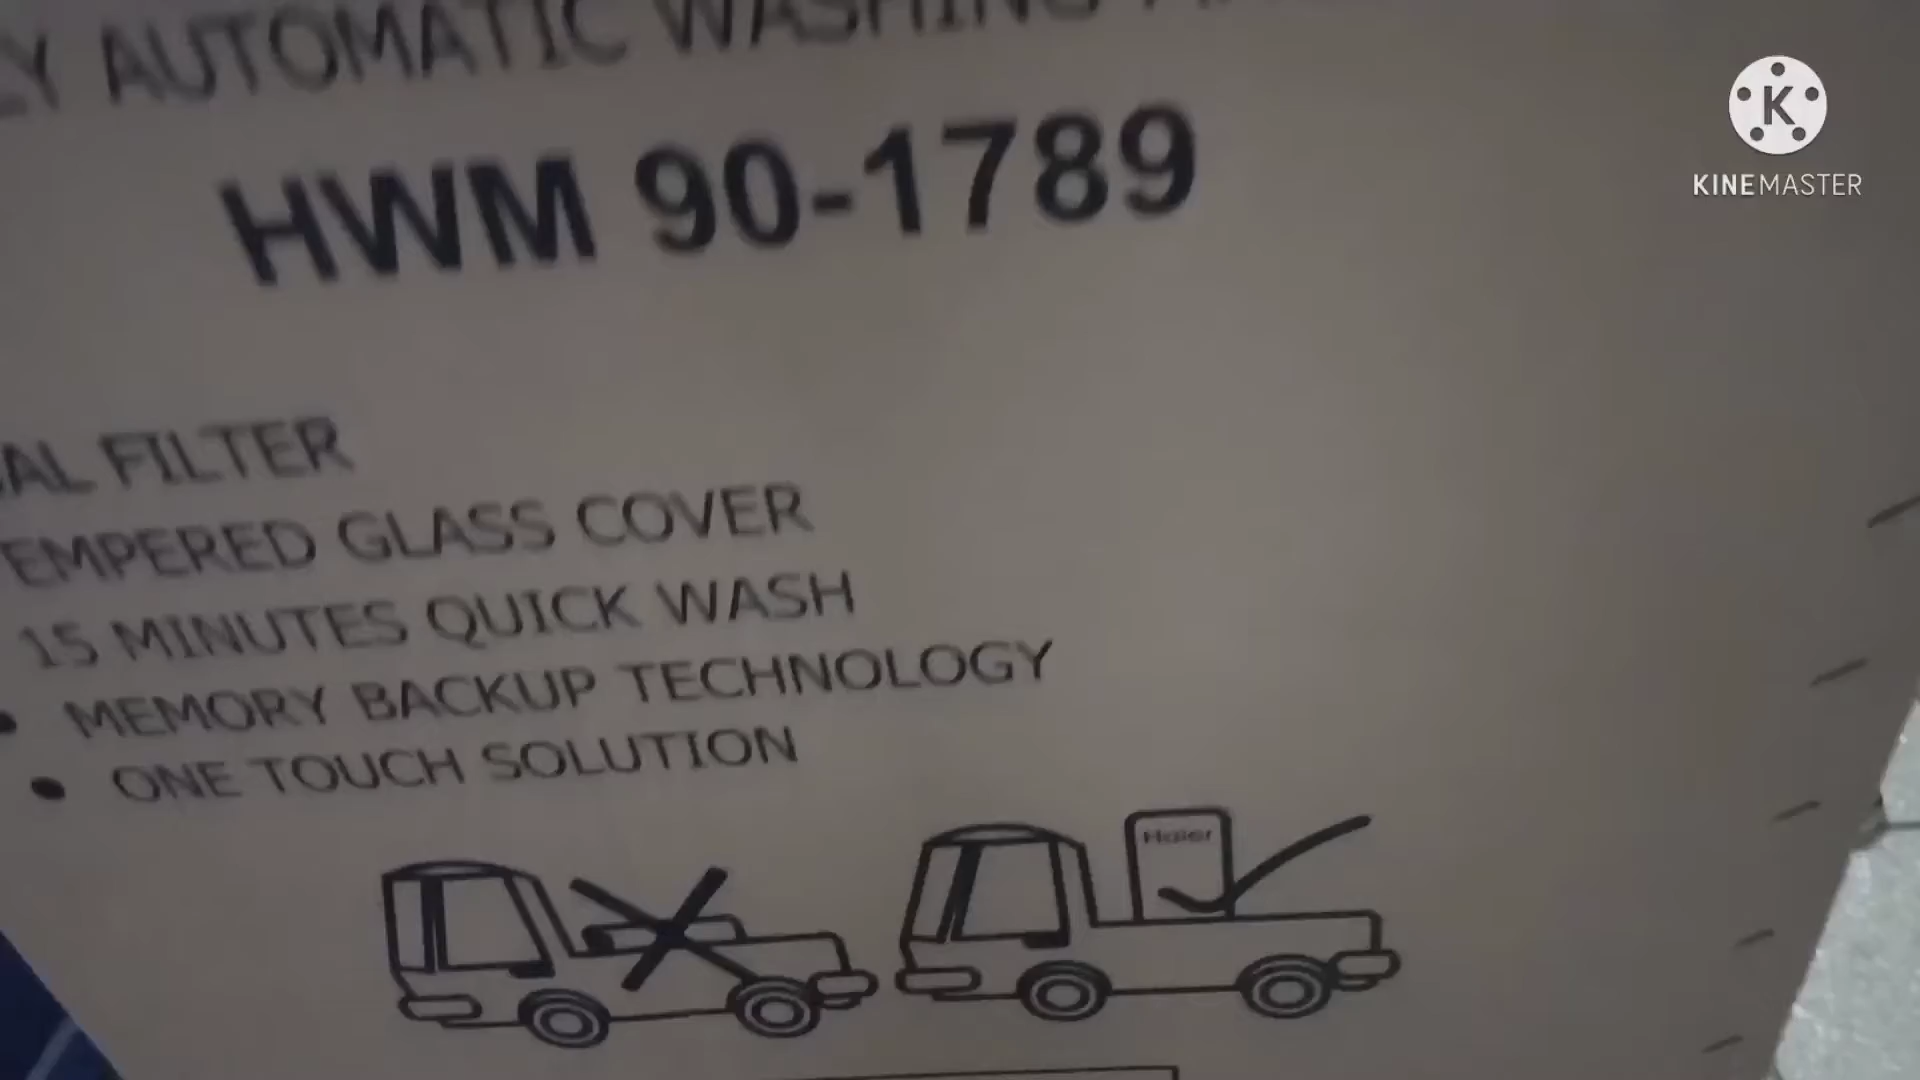 LY AUTOMATIC WASHING
HWM 90-1789
AL FILTER
EMPERED GLASS COVER
15 MINUTES QUICK WASH
• MEMORY BACKUP TECHNOLOGY
• ONE TOUCH SOLUTION
Haier
K
KINEMASTER